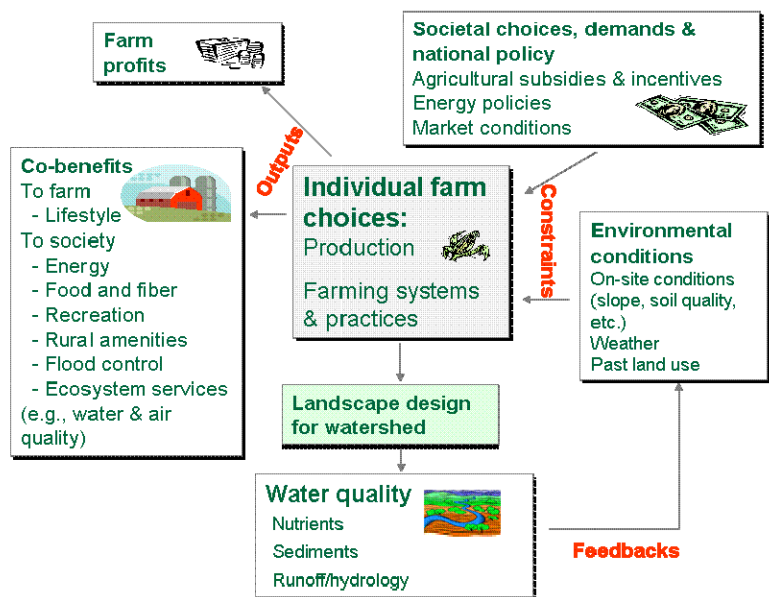 Farm
profits
Societal choices, demands &
national policy
Agricultural subsidies & incentives
Energy policies
Market conditions
Outputs
Constraints
Co-benefits
To farm
- Lifestyle
To society
- Energy
- Food and fiber
- Recreation
- Rural amenities
- Flood control
- Ecosystem services
(e.g., water & air
quality)
Individual farm
choices:
Production
Farming systems
& practices
Environmental
conditions
On-site conditions
(slope, soil quality,
etc.)
Weather
Past land use
Landscape design
for watershed
Water quality
Nutrients
Sediments
Runoff/hydrology
Feedbacks